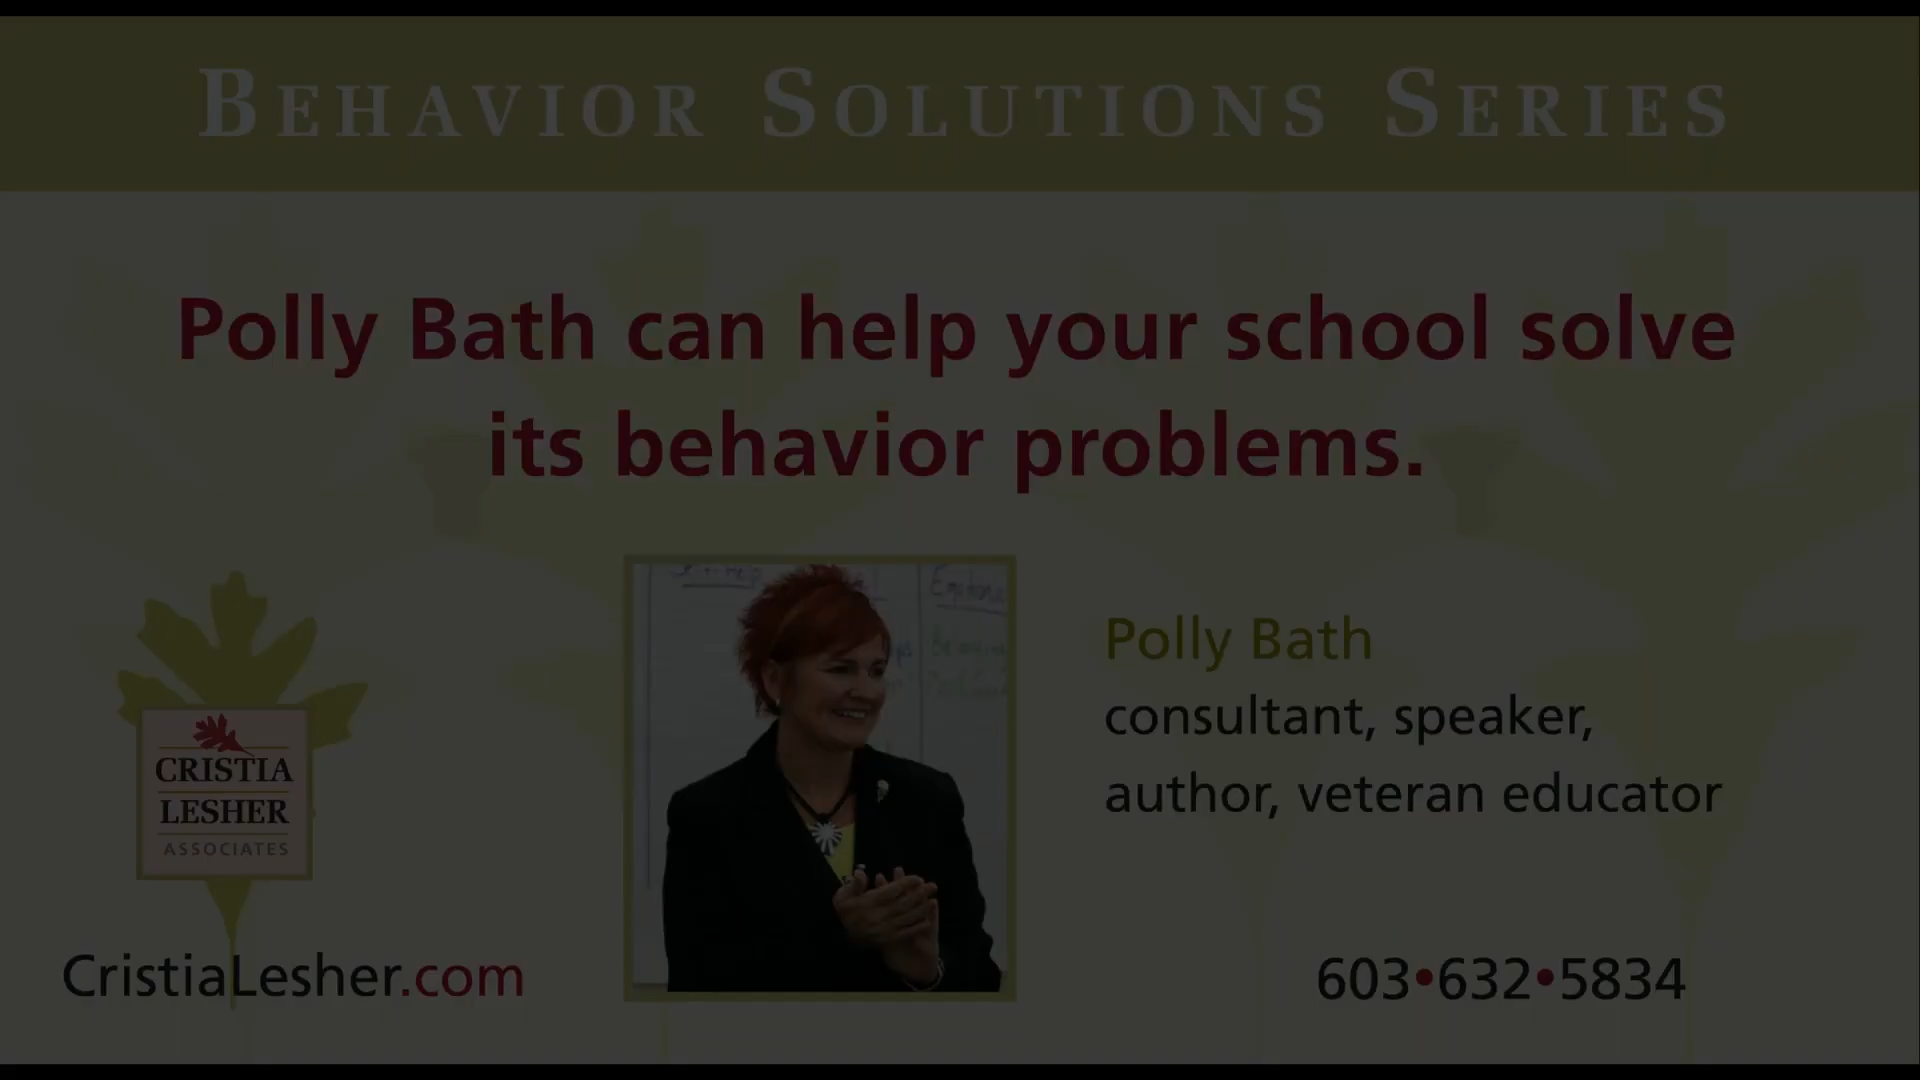 BEHAVIOR SOLUTIONS SERIES
Polly Bath can help your school solve
its behavior problems.
Polly Bath
consultant, speaker,
author, veteran educator
CRISTIA
LESHER
ASSOCIATES
CristiaLesher.com
603•632•5834